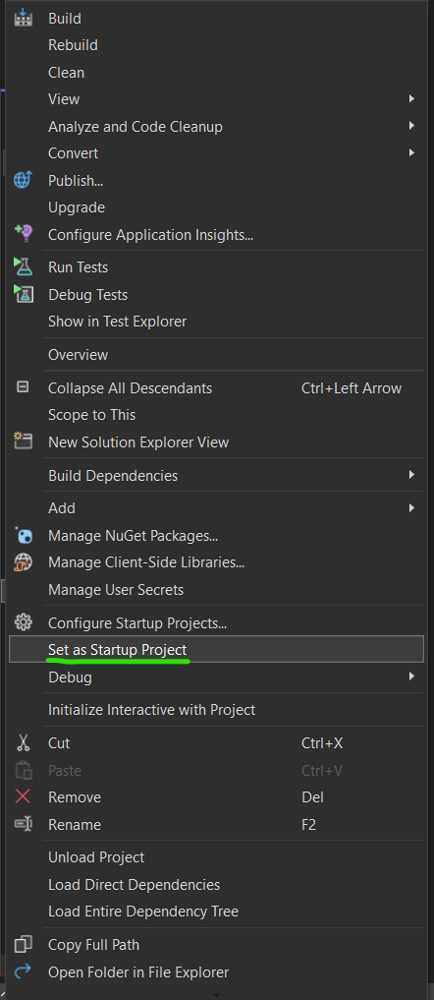 Build
Rebuild
Clean
View
Analyze and Code Cleanup
Convert
Publish...
Upgrade
Configure Application Insights...
Run Tests
Debug Tests
Show in Test Explorer
Overview
Collapse All Descendants Ctrl+Left Arrow
Scope to This
New Solution Explorer View
Build Dependencies
Add
Manage NuGet Packages...
Manage Client-Side Libraries...
Manage User Secrets
Configure Startup Projects...
Set as Startup Project
Debug
Initialize Interactive with Project
Cut Ctrl+X
Paste Ctrl+V
Remove Del
Rename F2
Unload Project
Load Direct Dependencies
Load Entire Dependency Tree
Copy Full Path
Open Folder in File Explorer